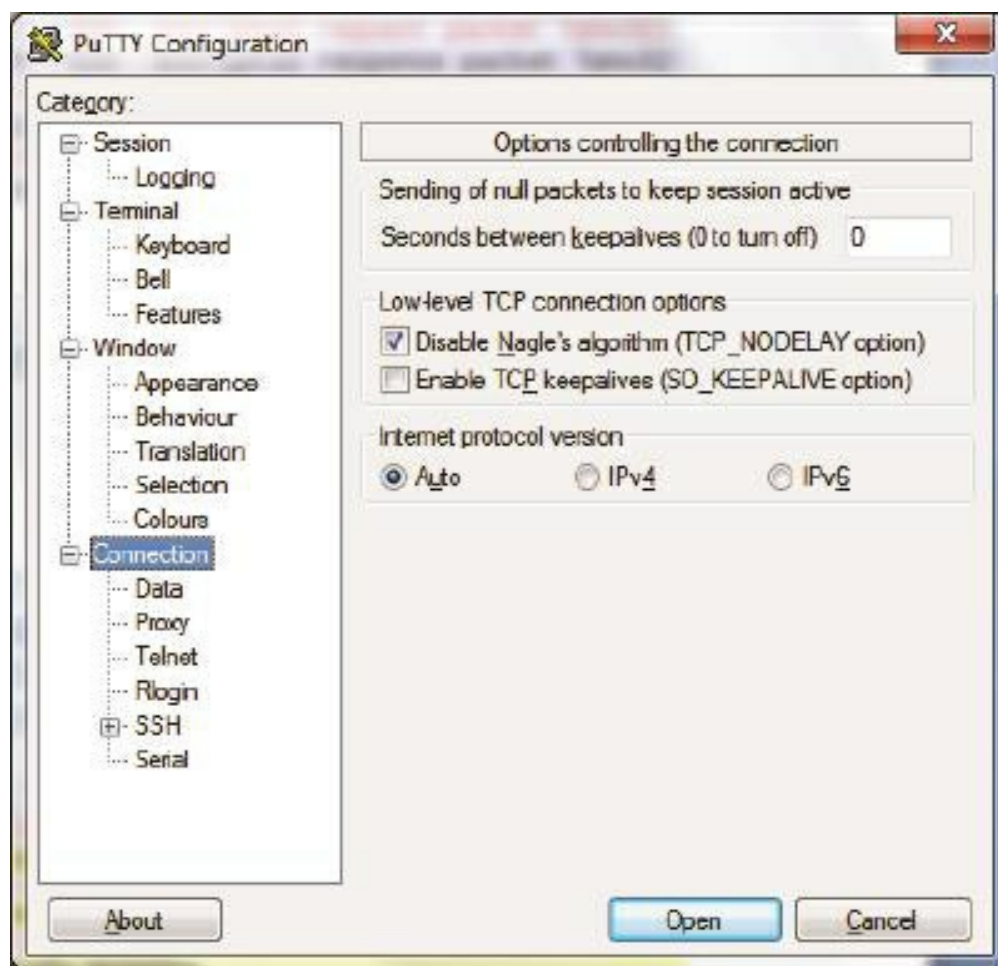 PuTTY Configuration
Category:
Session
Logging
Terminal
Keyboard
Bell
Features
Window
Appearance
Behaviour
Translation
Selection
Colours
Connection
Data
Proxy
Telnet
Rlogin
SSH
Serial
Options controlling the connection
Sending of null packets to keep session active
Seconds between keepalives (0 to turn off) 0
Low-level TCP connection options
Disable Nagle's algorithm (TCP_NODELAY option)
Enable TCP keepalives (SO_KEEPALIVE option)
Internet protocol version
Auto IPv4 IPv6
About Open Cancel